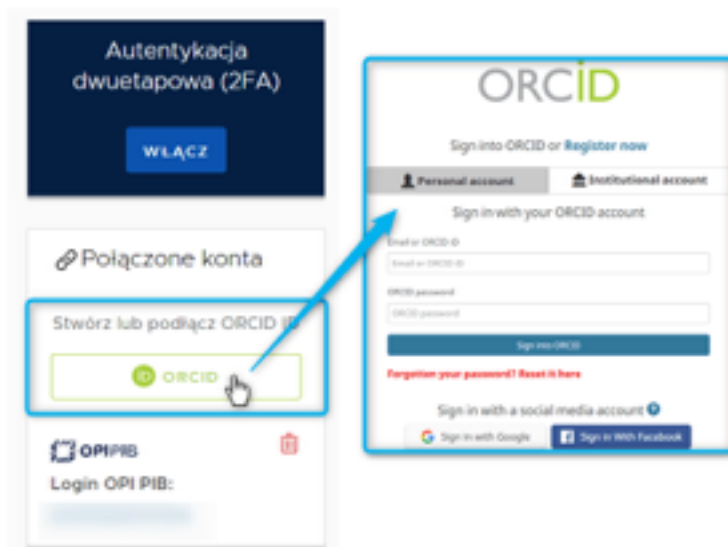 Autentykacja
dwuetapowa (2FA)
WŁĄCZ
Połączone konta
Stwórz lub podłącz ORCID ID
iD ORCID
OPI PIB
Login OPI PIB:
ORCiD
Sign into ORCID or Register now
Personal account
Institutional account
Sign in with your ORCID account
Email or ORCID iD
Email or ORCID iD
ORCID password
ORCID password
Sign into ORCID
Forgotten your password? Reset it here
Sign in with a social media account
Sign in with Google
Sign in With Facebook